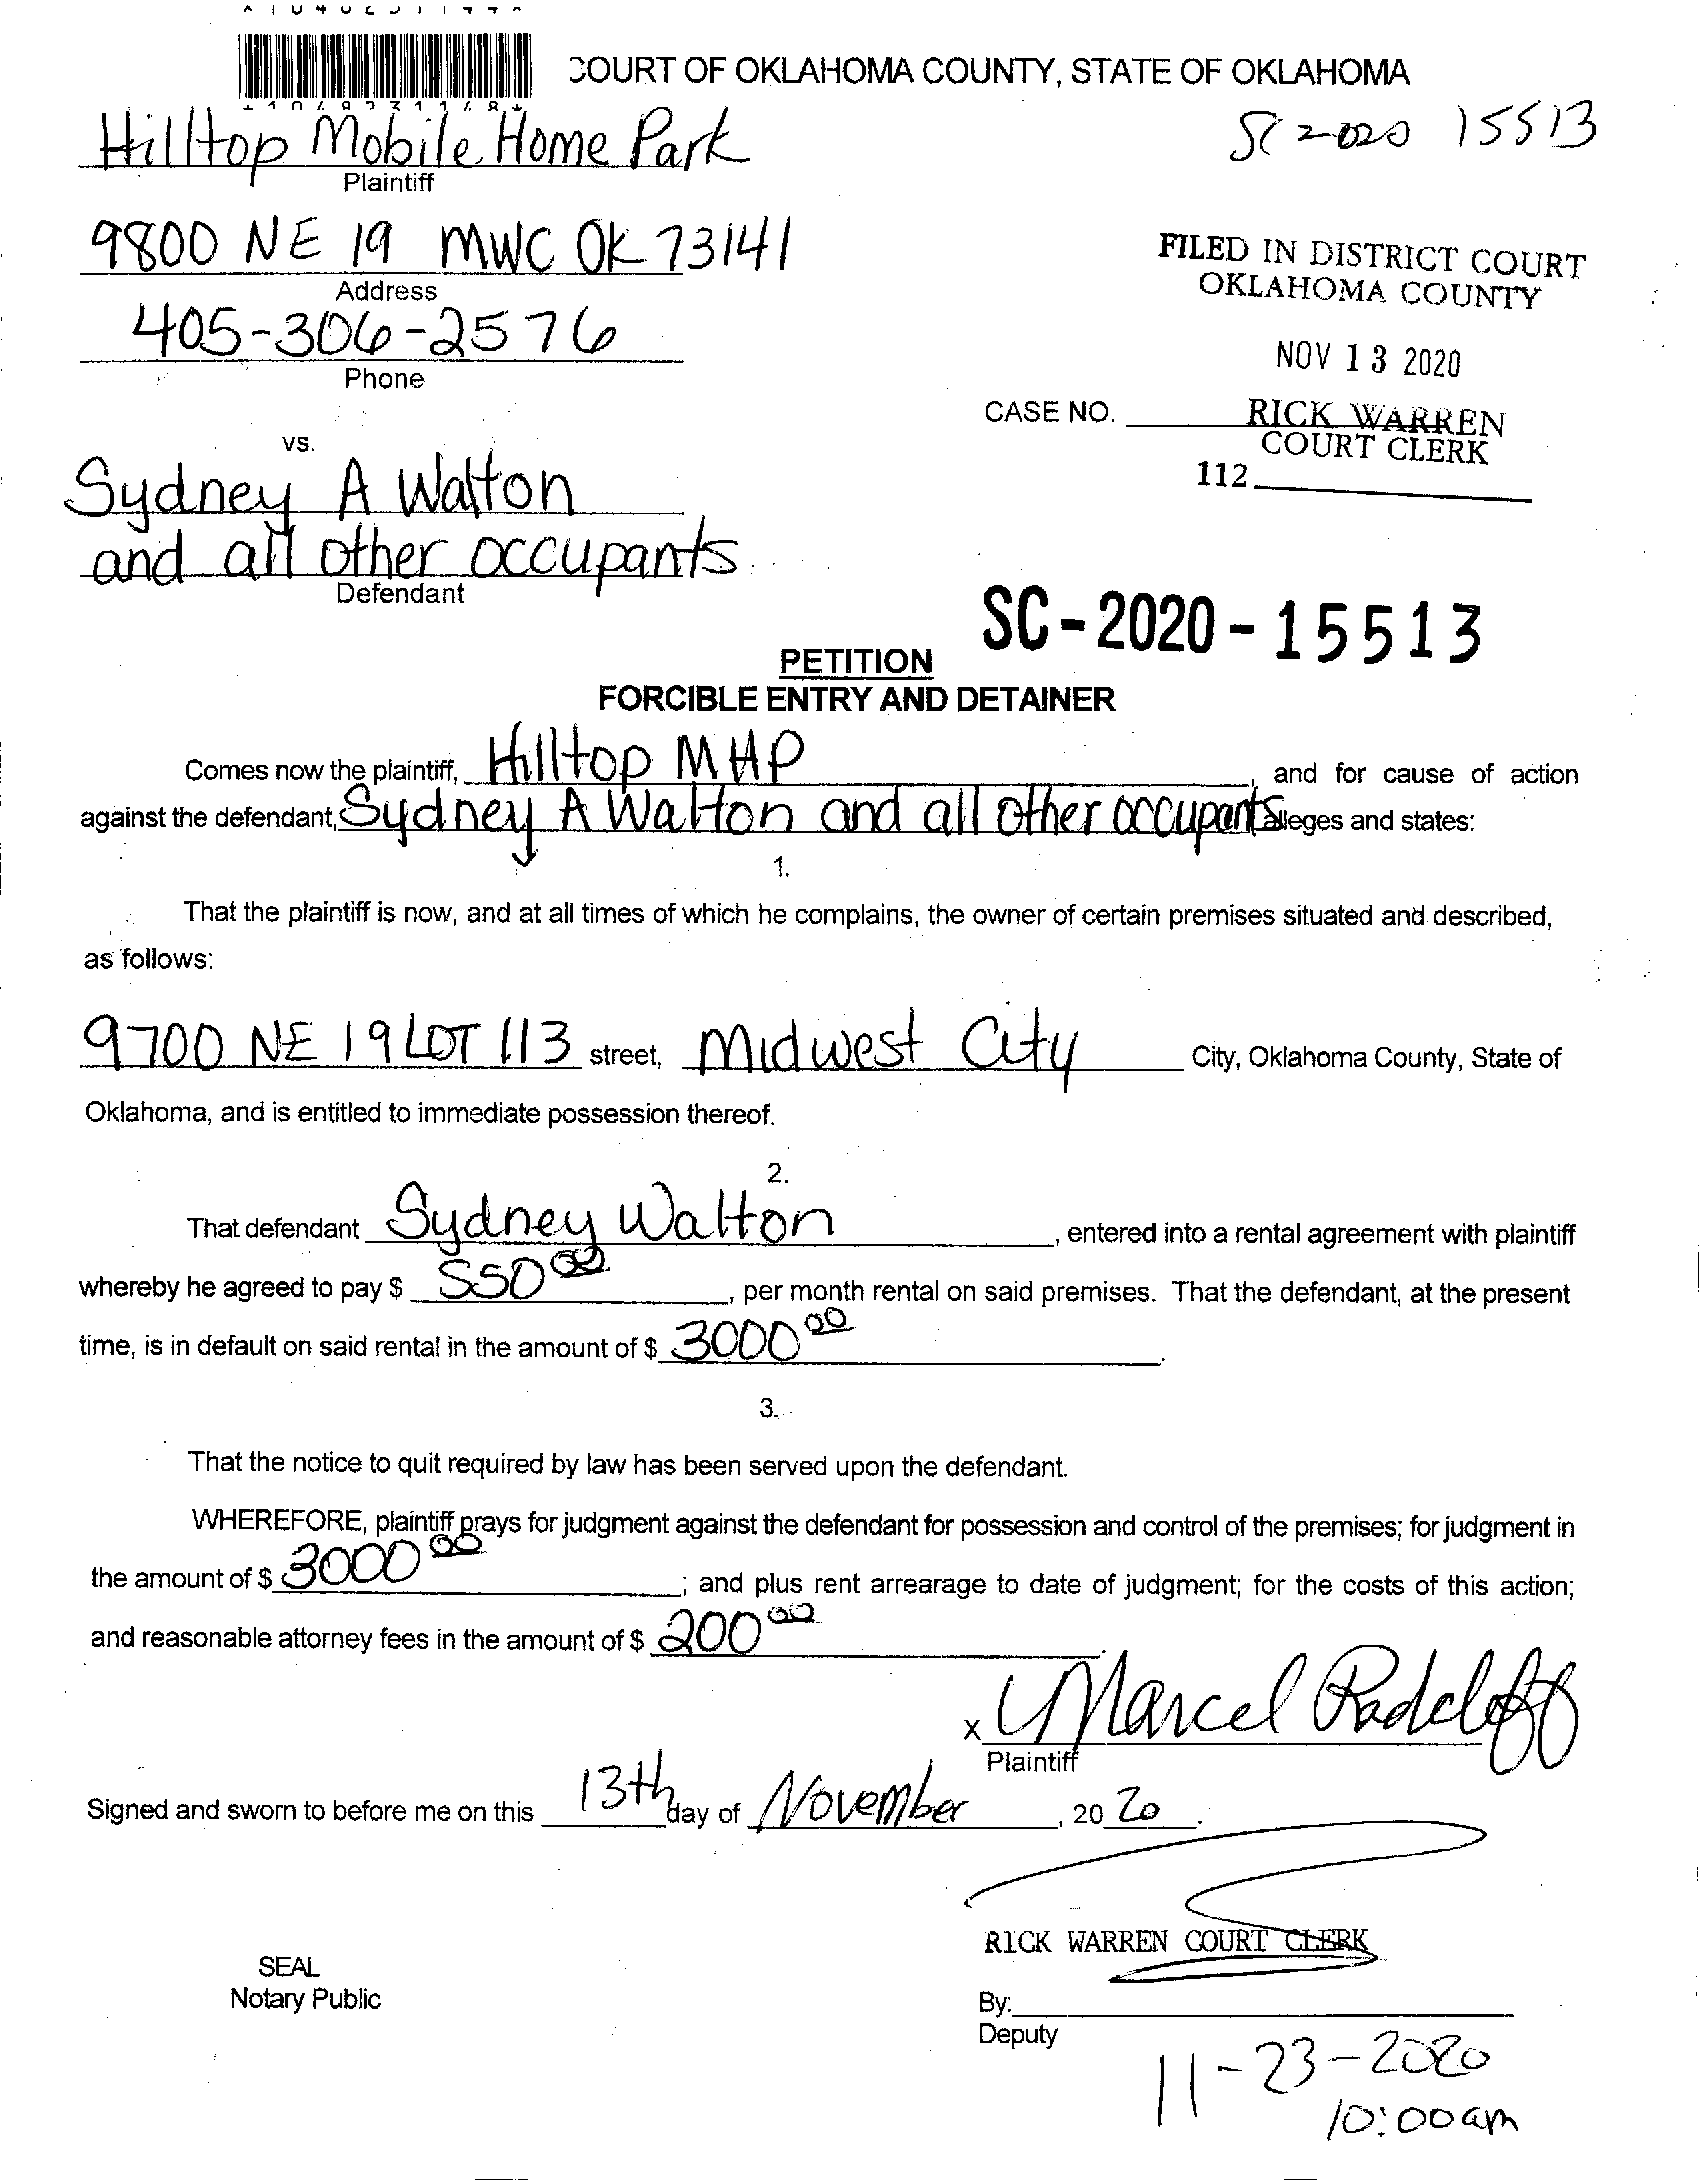 COURT OF OKLAHOMA COUNTY, STATE OF OKLAHOMA
Hilltop Mobile Home Park
SC 2020 15513
Plaintiff
9800 NE 19 MWC OK 73141
Address
FILED IN DISTRICT COURT
OKLAHOMA COUNTY
405-306-2576
Phone
NOV 13 2020
CASE NO.
RICK WARREN
COURT CLERK
112
vs.
Sydney A Walton
and all other occupants
Defendant
SC-2020-15513
PETITION
FORCIBLE ENTRY AND DETAINER
Comes now the plaintiff, Hilltop MHP, and for cause of action
against the defendant, Sydney A Walton and all other occupants alleges and states:
1.
That the plaintiff is now, and at all times of which he complains, the owner of certain premises situated and described,
as follows:
9700 NE 19 LOT 113 street, Midwest City City, Oklahoma County, State of
Oklahoma, and is entitled to immediate possession thereof.
2.
That defendant Sydney Walton, entered into a rental agreement with plaintiff
whereby he agreed to pay $ 550 00, per month rental on said premises. That the defendant, at the present
time, is in default on said rental in the amount of $ 3000 00.
3.
That the notice to quit required by law has been served upon the defendant.
WHEREFORE, plaintiff prays for judgment against the defendant for possession and control of the premises; for judgment in
the amount of $ 3000 00; and plus rent arrearage to date of judgment; for the costs of this action;
and reasonable attorney fees in the amount of $ 200 00.
x Marcel Radeloff
Plaintiff
Signed and sworn to before me on this 13th day of November, 20 20.
RICK WARREN COURT CLERK
SEAL
Notary Public
By:
Deputy
11-23-2020
10:00am